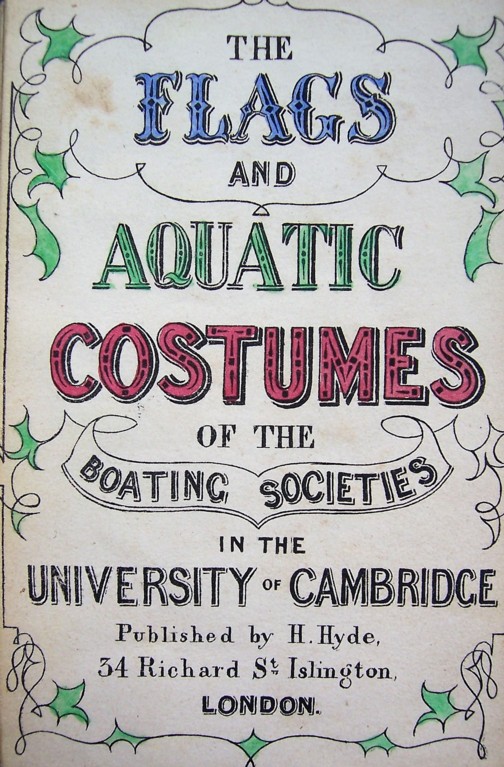 THE
FLAGS
AND
AQUATIC
COSTUMES
OF THE
BOATING SOCIETIES
IN THE
UNIVERSITY OF CAMBRIDGE
Published by H. Hyde,
34 Richard St. Islington,
LONDON.